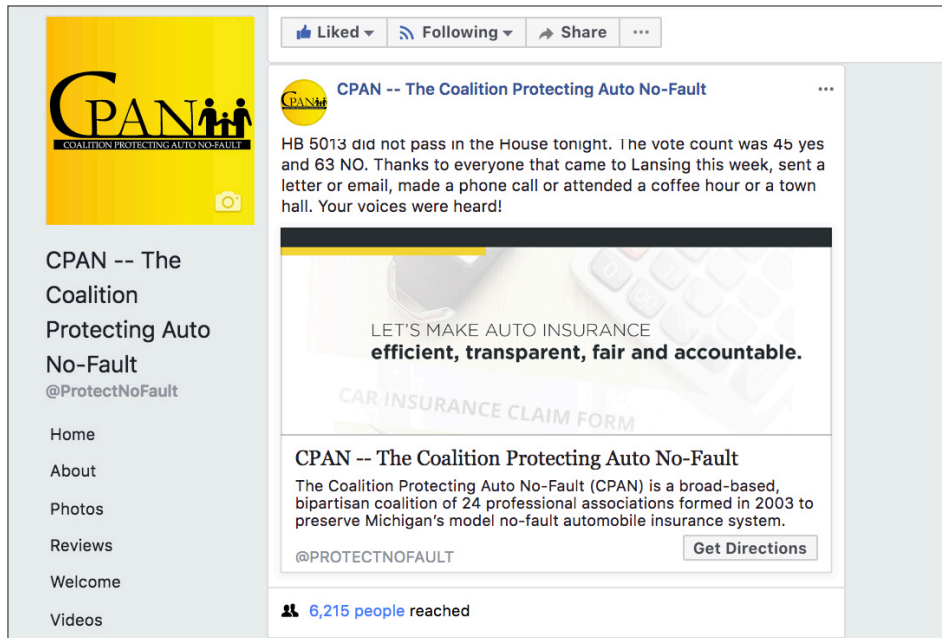 CPAN
COALITION PROTECTING AUTO NO-FAULT
CPAN -- The
Coalition
Protecting Auto
No-Fault
@ProtectNoFault
Home
About
Photos
Reviews
Welcome
Videos
Liked
Following
Share
CPAN
CPAN -- The Coalition Protecting Auto No-Fault
HB 5013 did not pass in the House tonight. The vote count was 45 yes
and 63 NO. Thanks to everyone that came to Lansing this week, sent a
letter or email, made a phone call or attended a coffee hour or a town
hall. Your voices were heard!
LET'S MAKE AUTO INSURANCE
efficient, transparent, fair and accountable.
CAR INSURANCE CLAIM FORM
CPAN -- The Coalition Protecting Auto No-Fault
The Coalition Protecting Auto No-Fault (CPAN) is a broad-based,
bipartisan coalition of 24 professional associations formed in 2003 to
preserve Michigan's model no-fault automobile insurance system.
@PROTECTNOFAULT
Get Directions
6,215 people reached